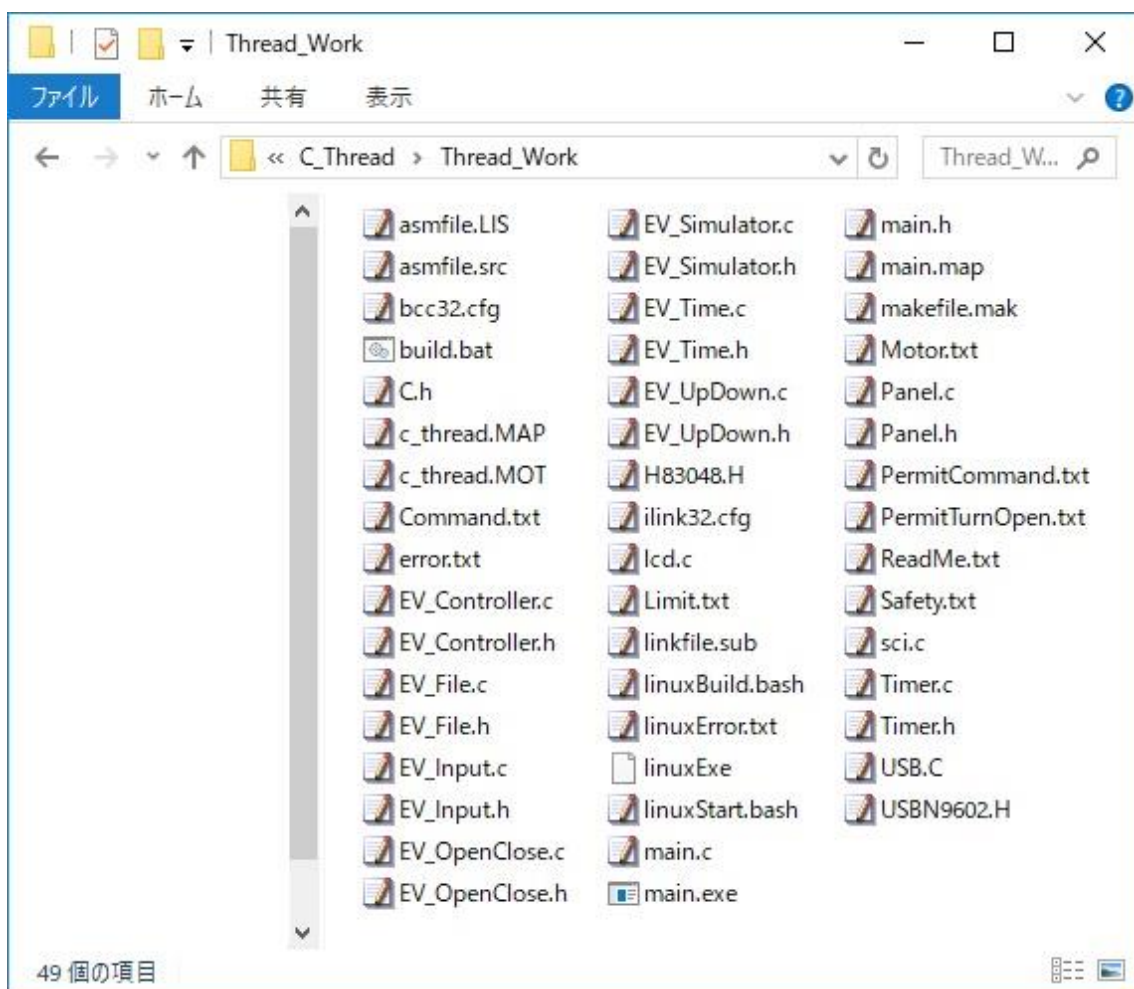 Thread_Work
ファイル ホーム 共有 表示
« C_Thread › Thread_Work Thread_W...
asmfile.LIS
asmfile.src
bcc32.cfg
build.bat
C.h
c_thread.MAP
c_thread.MOT
Command.txt
error.txt
EV_Controller.c
EV_Controller.h
EV_File.c
EV_File.h
EV_Input.c
EV_Input.h
EV_OpenClose.c
EV_OpenClose.h
EV_Simulator.c
EV_Simulator.h
EV_Time.c
EV_Time.h
EV_UpDown.c
EV_UpDown.h
H83048.H
ilink32.cfg
lcd.c
Limit.txt
linkfile.sub
linuxBuild.bash
linuxError.txt
linuxExe
linuxStart.bash
main.c
main.exe
main.h
main.map
makefile.mak
Motor.txt
Panel.c
Panel.h
PermitCommand.txt
PermitTurnOpen.txt
ReadMe.txt
Safety.txt
sci.c
Timer.c
Timer.h
USB.C
USBN9602.H
49 個の項目